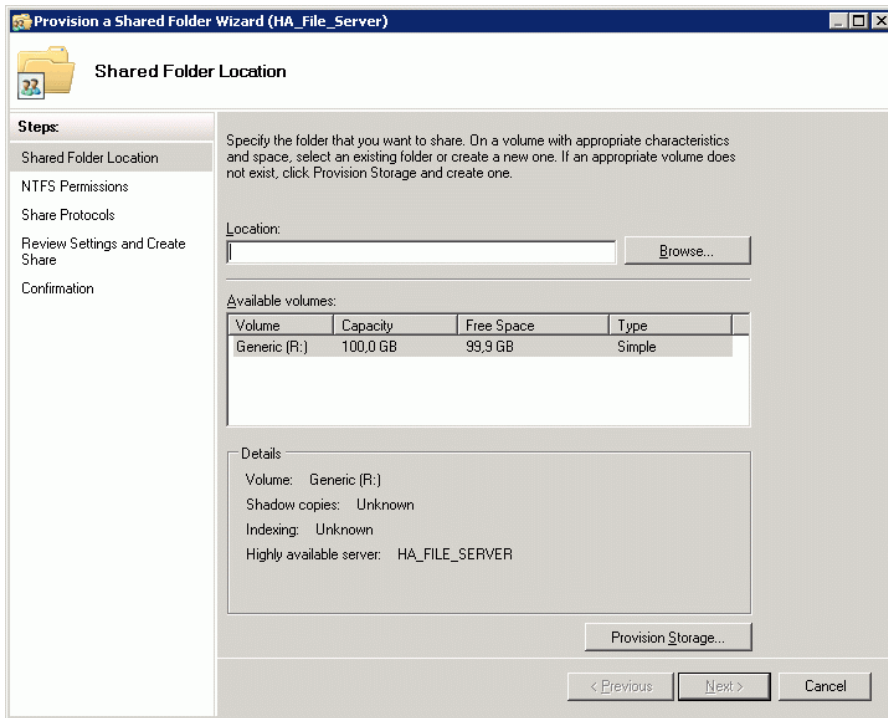 Provision a Shared Folder Wizard (HA_File_Server)
Shared Folder Location
Steps:
Shared Folder Location
NTFS Permissions
Share Protocols
Review Settings and Create
Share
Confirmation
Specify the folder that you want to share. On a volume with appropriate characteristics
and space, select an existing folder or create a new one. If an appropriate volume does
not exist, click Provision Storage and create one.
Location:
Browse...
Available volumes:
Volume Capacity Free Space Type
Generic (R:) 100,0 GB 99,9 GB Simple
Details
Volume: Generic (R:)
Shadow copies: Unknown
Indexing: Unknown
Highly available server: HA_FILE_SERVER
Provision Storage...
< Previous Next > Cancel